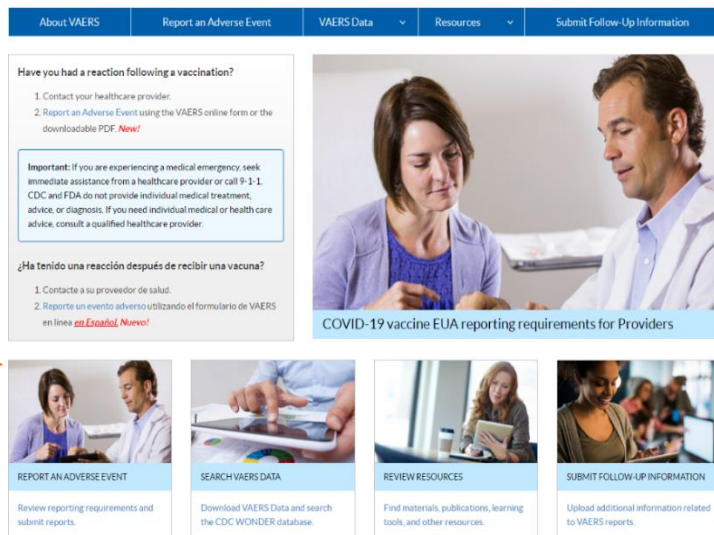 About VAERS
Report an Adverse Event
VAERS Data
Resources
Submit Follow-Up Information
Have you had a reaction following a vaccination?
1. Contact your healthcare provider.
2. Report an Adverse Event using the VAERS online form or the
downloadable PDF. New!
Important: If you are experiencing a medical emergency, seek
immediate assistance from a healthcare provider or call 9-1-1.
CDC and FDA do not provide individual medical treatment,
advice, or diagnosis. If you need individual medical or health care
advice, consult a qualified healthcare provider.
¿Ha tenido una reacción después de recibir una vacuna?
1. Contacte a su proveedor de salud.
2. Reporte un evento adverso utilizando el formulario de VAERS
en línea en Español. Nuevo!
COVID-19 vaccine EUA reporting requirements for Providers
REPORT AN ADVERSE EVENT
Review reporting requirements and
submit reports.
SEARCH VAERS DATA
Download VAERS Data and search
the CDC WONDER database.
REVIEW RESOURCES
Find materials, publications, learning
tools, and other resources.
SUBMIT FOLLOW-UP INFORMATION
Upload additional information related
to VAERS reports.